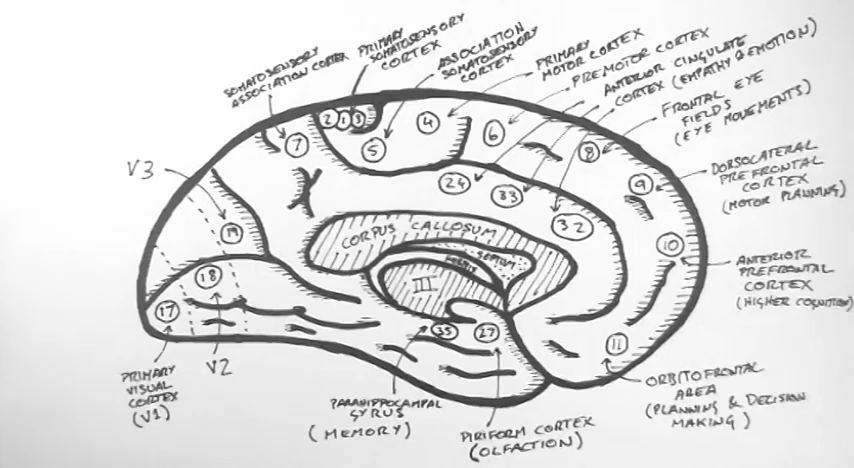 SOMATOSENSORY
ASSOCIATION CORTEX
PRIMARY
SOMATOSENSORY
CORTEX
ASSOCIATION
SOMATOSENSORY
CORTEX
PRIMARY
MOTOR CORTEX
PREMOTOR CORTEX
ANTERIOR CINGULATE
CORTEX (EMPATHY & EMOTION)
FRONTAL EYE
FIELDS
(EYE MOVEMENTS)
DORSOLATERAL
PREFRONTAL
CORTEX
(MOTOR PLANNING)
ANTERIOR
PREFRONTAL
CORTEX
(HIGHER COGNITION)
ORBITOFRONTAL
AREA
(PLANNING & DECISION
MAKING)
PIRIFORM CORTEX
(OLFACTION)
PARAHIPPOCAMPAL
GYRUS
(MEMORY)
V2
PRIMARY
VISUAL
CORTEX
(V1)
V3
2 1 3
7
5
4
6
8
9
10
11
24
33
32
19
18
17
35
27
CORPUS CALLOSUM
SEPTUM
FORNIX
III